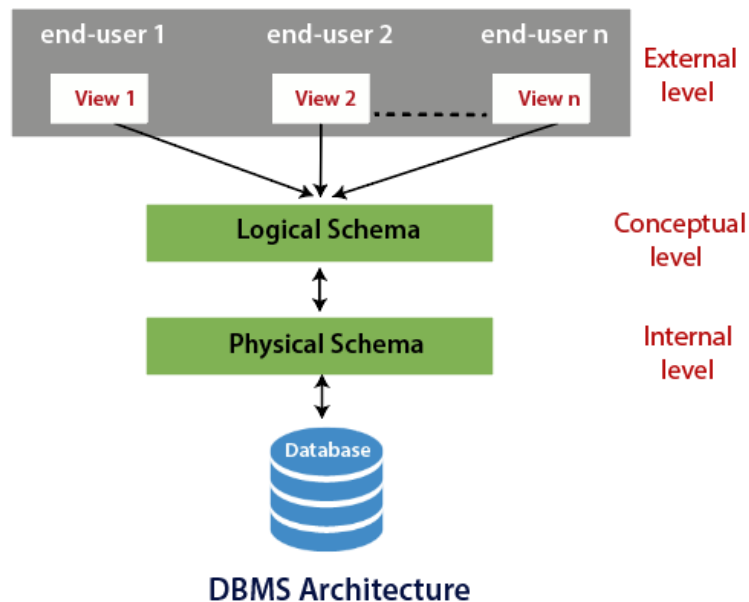 end-user 1
end-user 2
end-user n
View 1
View 2
View n
External
level
Logical Schema
Conceptual
level
Physical Schema
Internal
level
Database
DBMS Architecture